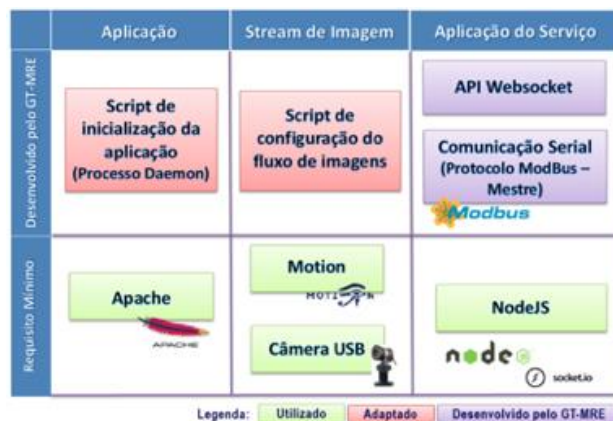 Aplicação
Stream de Imagem
Aplicação do Serviço
Desenvolvido pelo GT-MRE
Script de
inicialização da
aplicação
(Processo Daemon)
Script de
configuração do
fluxo de imagens
API Websocket
Comunicação Serial
(Protocolo ModBus –
Mestre)
Modbus
Requisito Mínimo
Apache
APACHE
Motion
MOTION
Câmera USB
NodeJS
node
socket.io
Legenda:
Utilizado
Adaptado
Desenvolvido pelo GT-MRE